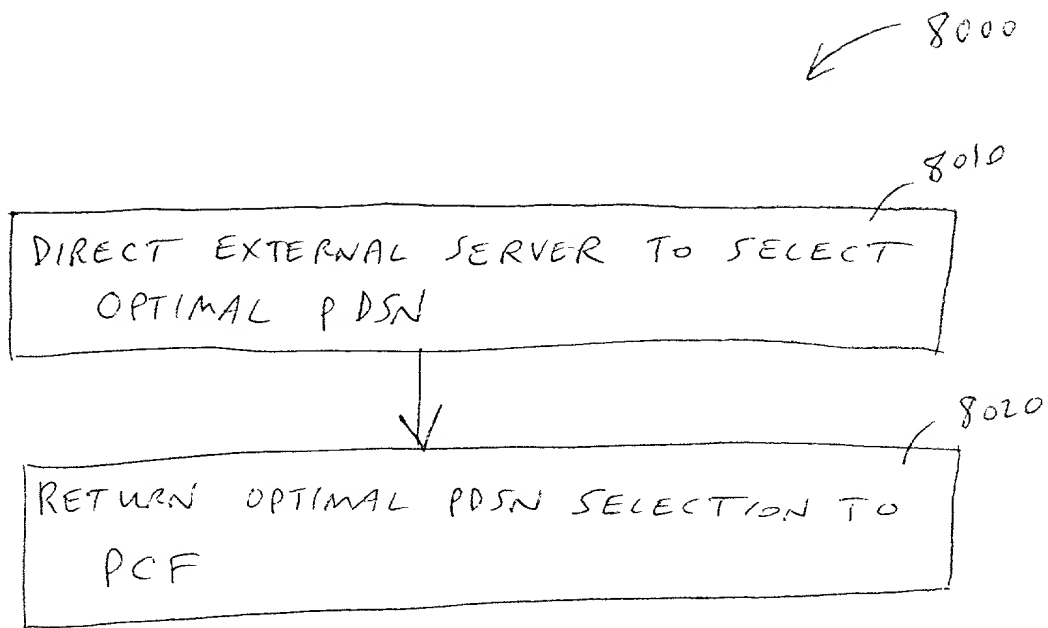 8000
8010
DIRECT EXTERNAL SERVER TO SELECT
OPTIMAL PDSN
8020
RETURN OPTIMAL PDSN SELECTION TO
PCF